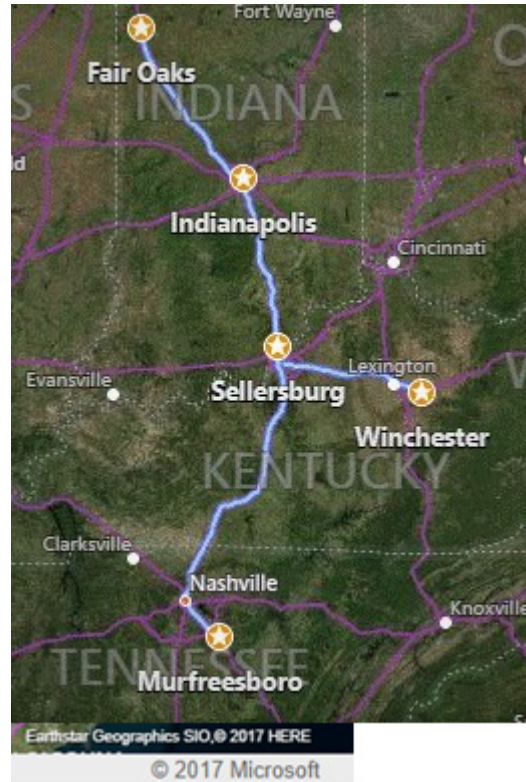 Fort Wayne
Fair Oaks
INDIANA
Indianapolis
Cincinnati
Sellersburg
Lexington
Evansville
Winchester
KENTUCKY
Clarksville
Nashville
Knoxville
TENNESSEE
Murfreesboro
Earthstar Geographics SIO,© 2017 HERE
© 2017 Microsoft